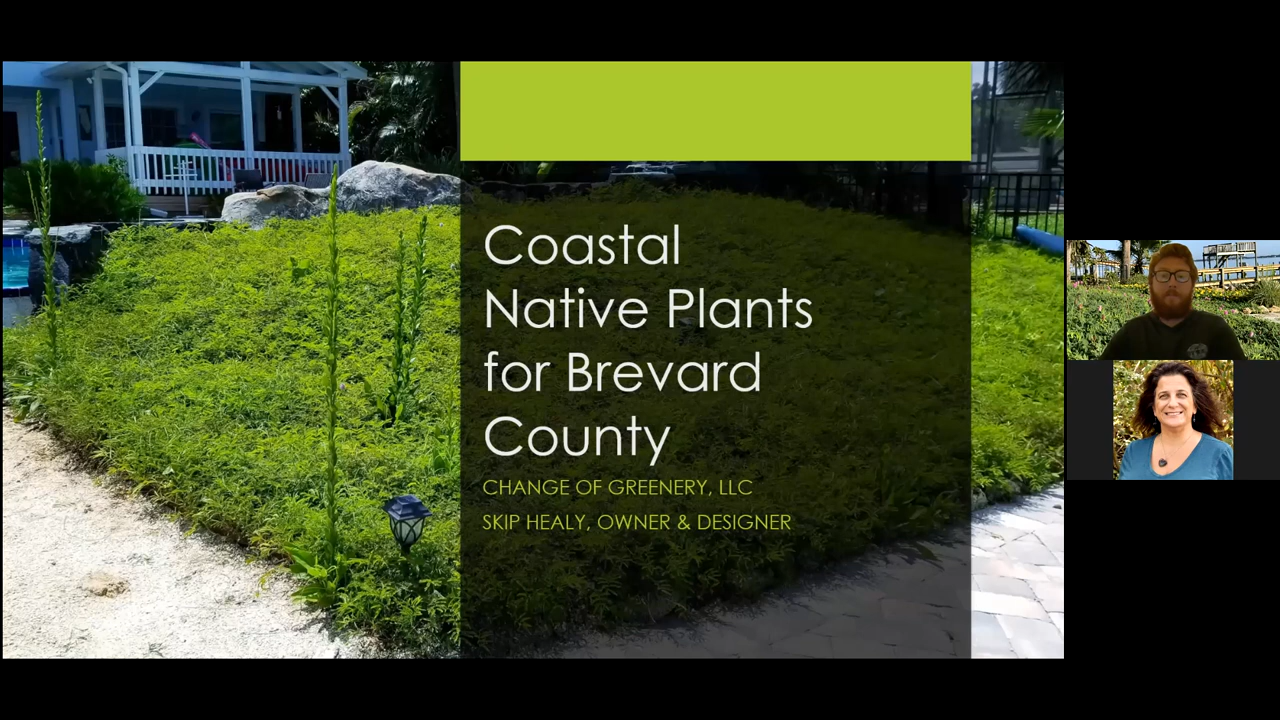 Coastal
Native Plants
for Brevard
County
CHANGE OF GREENERY, LLC
SKIP HEALY, OWNER & DESIGNER